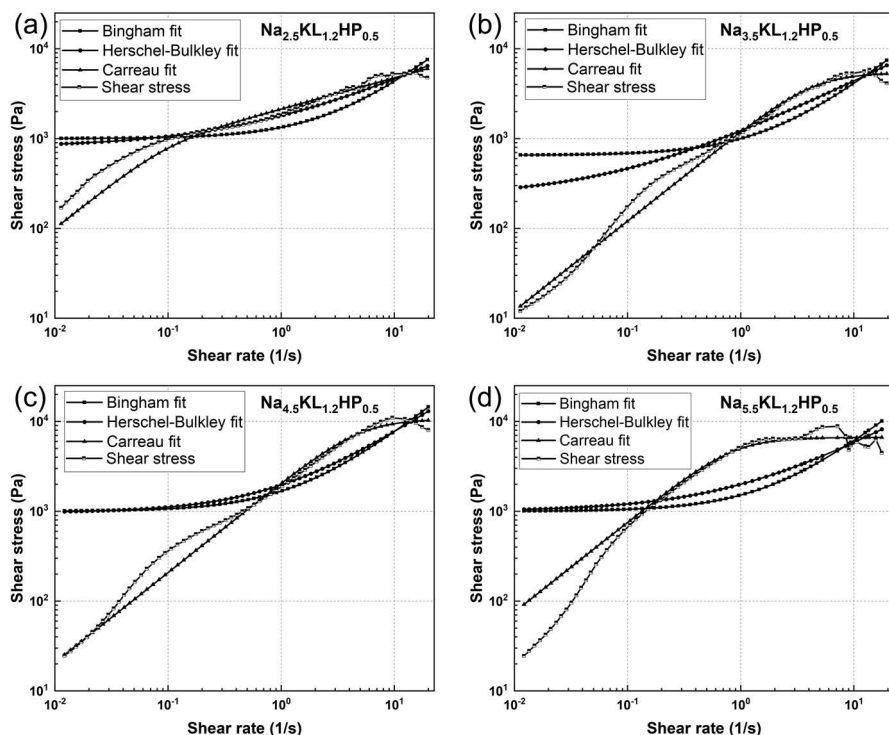 (a)
Na2.5KL1.2HP0.5
Bingham fit
Herschel-Bulkley fit
Carreau fit
Shear stress
Shear stress (Pa)
10^4
10^3
10^2
10^1
10^-2 10^-1 10^0 10^1
Shear rate (1/s)
(b)
Na3.5KL1.2HP0.5
Bingham fit
Herschel-Bulkley fit
Carreau fit
Shear stress
Shear stress (Pa)
10^4
10^3
10^2
10^1
10^-2 10^-1 10^0 10^1
Shear rate (1/s)
(c)
Na4.5KL1.2HP0.5
Bingham fit
Herschel-Bulkley fit
Carreau fit
Shear stress
Shear stress (Pa)
10^4
10^3
10^2
10^1
10^-2 10^-1 10^0 10^1
Shear rate (1/s)
(d)
Na5.5KL1.2HP0.5
Bingham fit
Herschel-Bulkley fit
Carreau fit
Shear stress
Shear stress (Pa)
10^4
10^3
10^2
10^1
10^-2 10^-1 10^0 10^1
Shear rate (1/s)